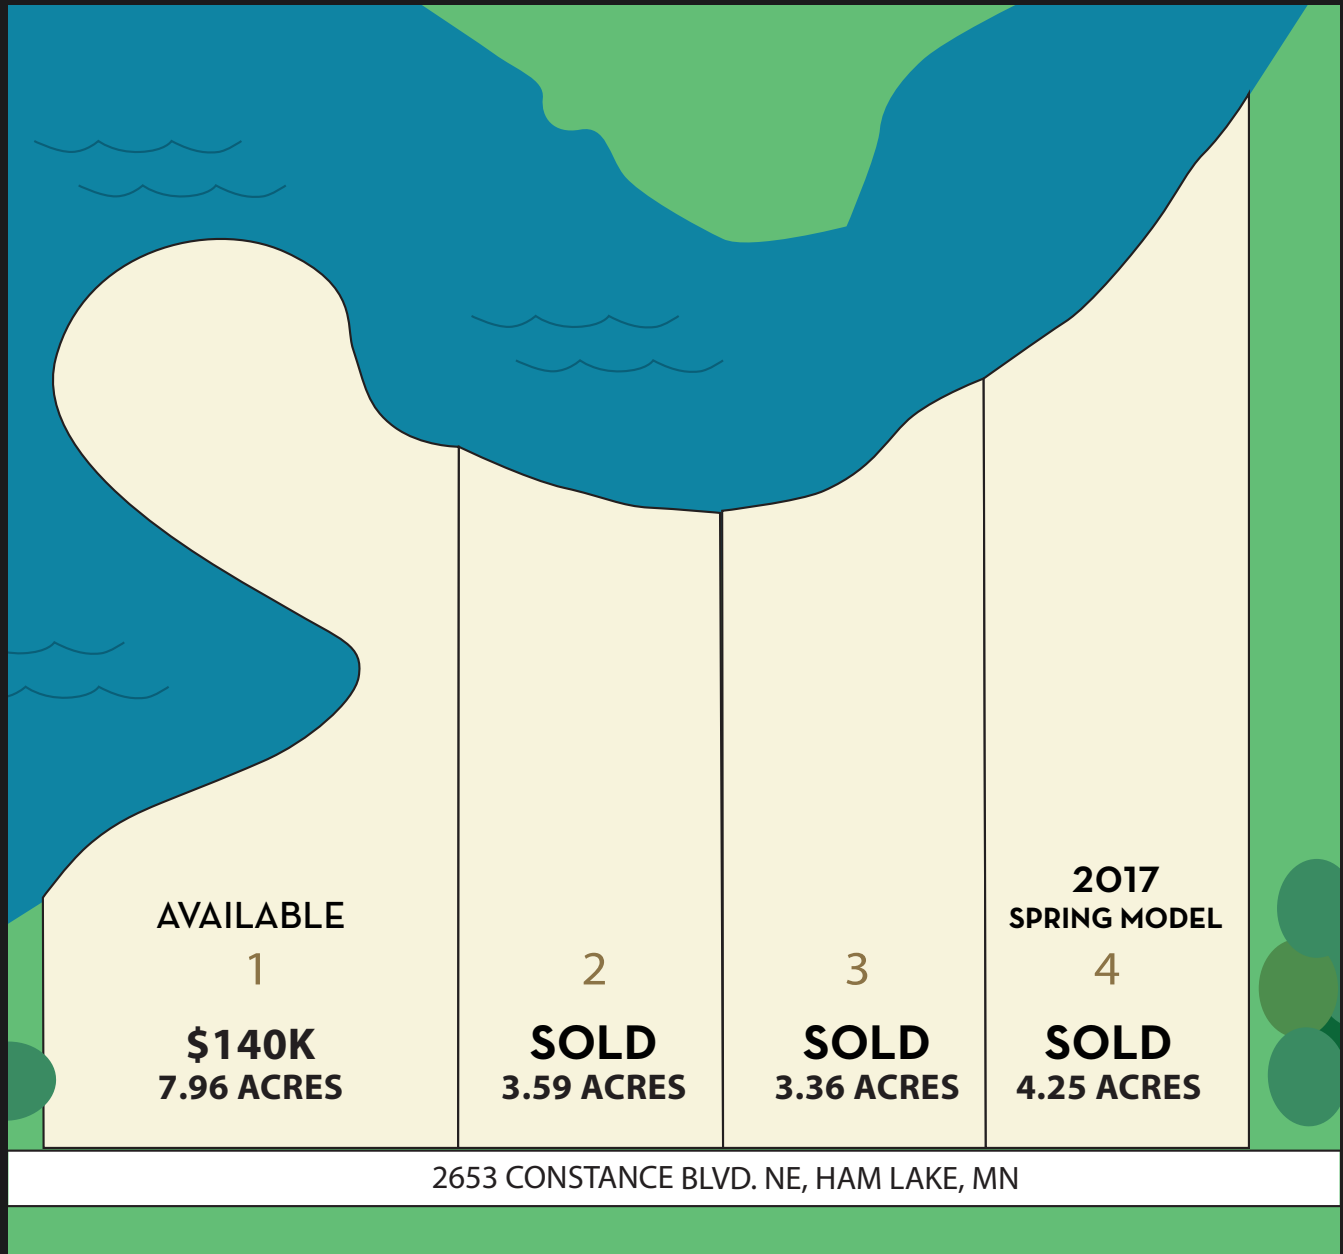 AVAILABLE
1
$140K
7.96 ACRES
2
SOLD
3.59 ACRES
3
SOLD
3.36 ACRES
2017
SPRING MODEL
4
SOLD
4.25 ACRES
2653 CONSTANCE BLVD. NE, HAM LAKE, MN